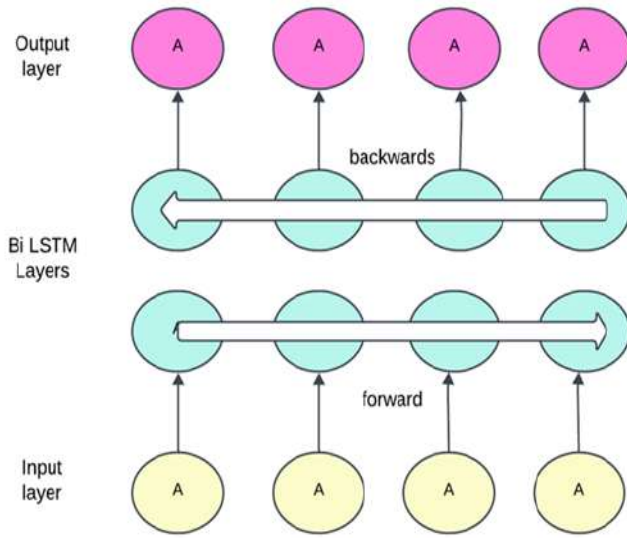 Output
layer
A A A A
backwards
Bi LSTM
Layers
forward
Input
layer
A A A A